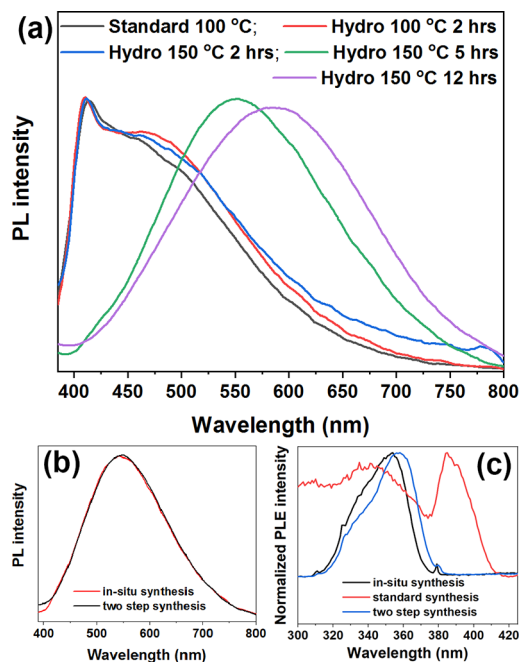 (a)
Standard 100 °C; Hydro 100 °C 2 hrs
Hydro 150 °C 2 hrs; Hydro 150 °C 5 hrs
Hydro 150 °C 12 hrs
PL intensity
400 450 500 550 600 650 700 750 800
Wavelength (nm)
(b)
PL intensity
in-situ synthesis
two step synthesis
400 500 600 700 800
Wavelength (nm)
(c)
Normalized PLE intensity
in-situ synthesis
standard synthesis
two step synthesis
300 320 340 360 380 400 420
Wavelength (nm)